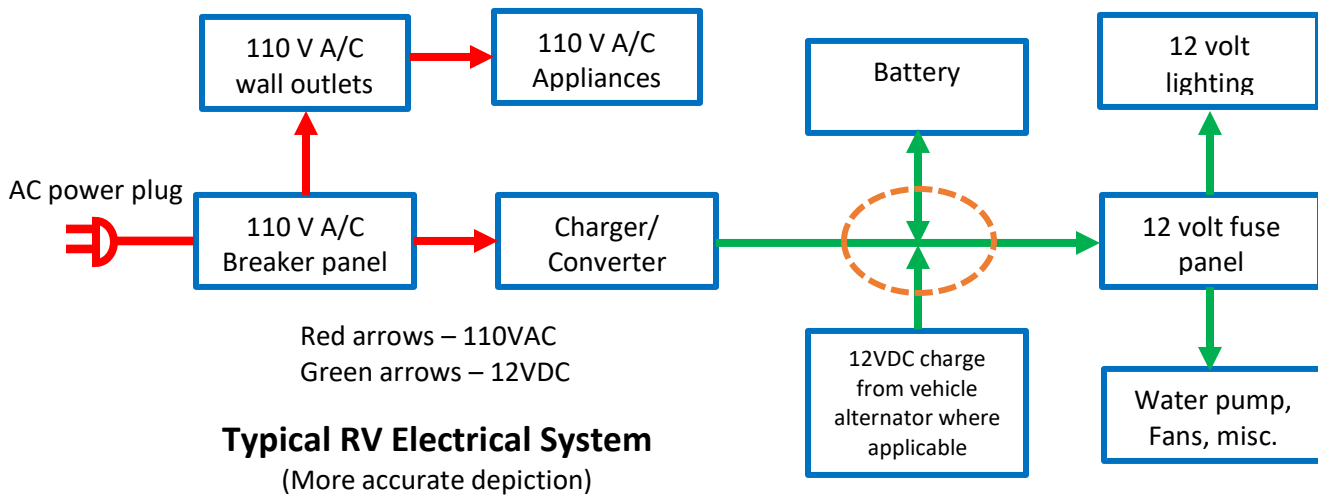 110 V A/C
wall outlets
110 V A/C
Appliances
Battery
12 volt
lighting
AC power plug
110 V A/C
Breaker panel
Charger/
Converter
12 volt fuse
panel
Red arrows – 110VAC
Green arrows – 12VDC
12VDC charge
from vehicle
alternator where
applicable
Water pump,
Fans, misc.
Typical RV Electrical System
(More accurate depiction)